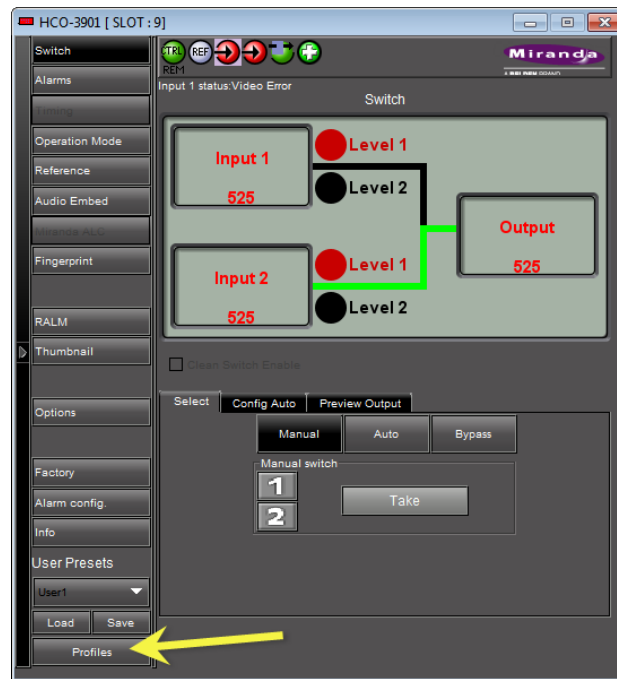 HCO-3901 [ SLOT : 9]
Switch
Alarms
Timing
Operation Mode
Reference
Audio Embed
Miranda ALC
Fingerprint
RALM
Thumbnail
Options
Factory
Alarm config.
Info
User Presets
User1
Load Save
Profiles
CTRL REF
REM
Miranda
Input 1 status:Video Error
Switch
Input 1
525
Level 1
Level 2
Input 2
525
Level 1
Level 2
Output
525
Clean Switch Enable
Select Config Auto Preview Output
Manual Auto Bypass
Manual switch
1
2
Take